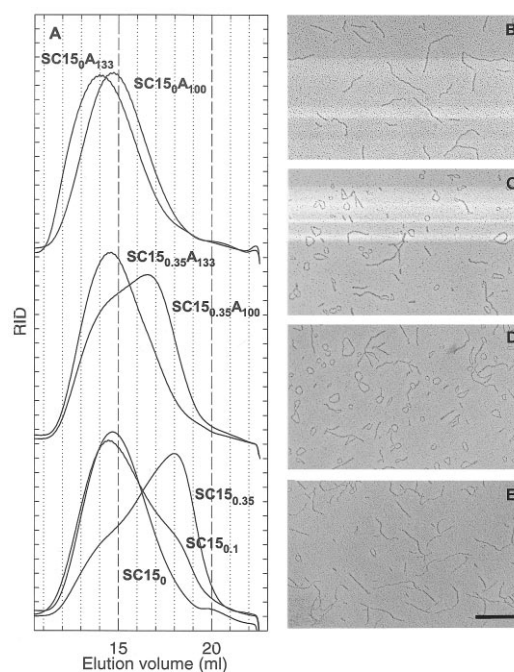 A
SC15₀A₁₃₃
SC15₀A₁₀₀
SC15₀.₃₅A₁₃₃
SC15₀.₃₅A₁₀₀
SC15₀.₃₅
SC15₀.₁
SC15₀
RID
15 20
Elution volume (ml)
B
C
D
E